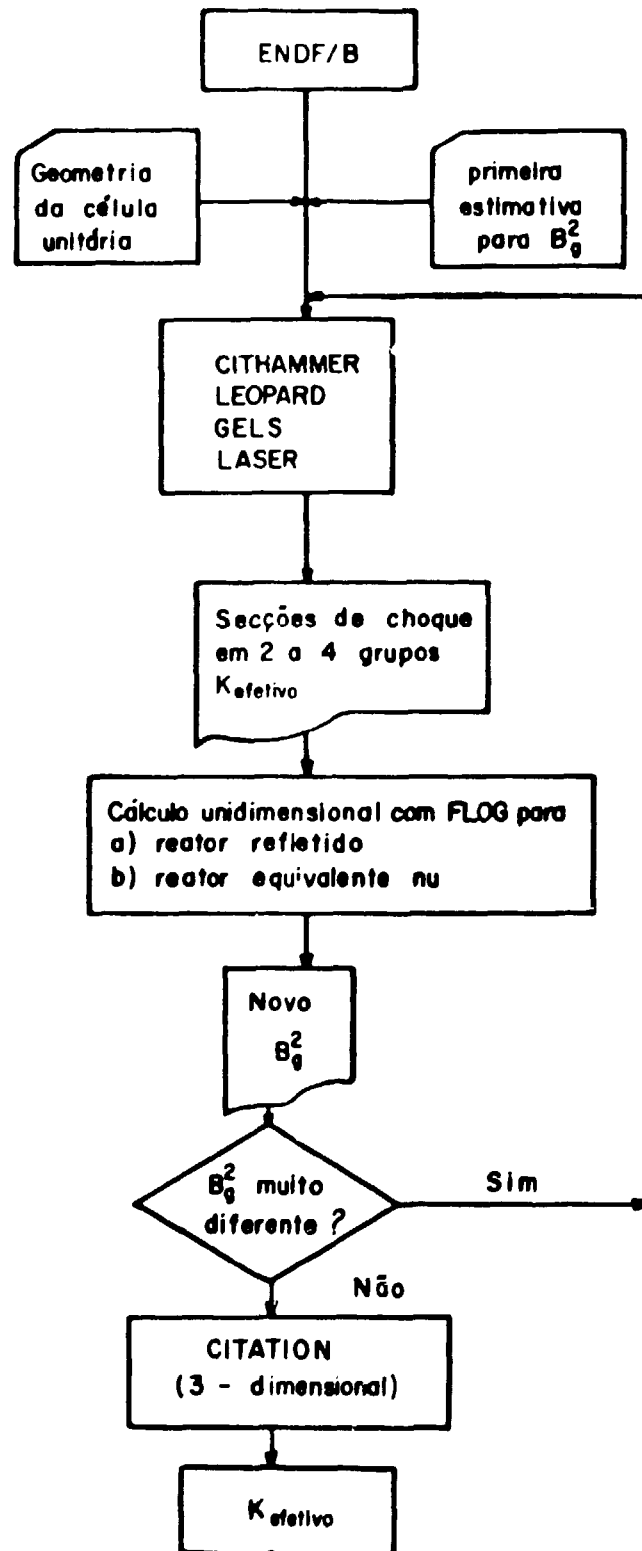 ENDF/B
Geometria
da célula
unitária
primeira
estimativa
para B²g
CITHAMMER
LEOPARD
GELS
LASER
Secções de choque
em 2 a 4 grupos
Kefetivo
Cálculo unidimensional com FLOG para
a) reator refletido
b) reator equivalente nu
Novo
B²g
B²g muito
diferente ?
Sim
Não
CITATION
(3 - dimensional)
Kefetivo